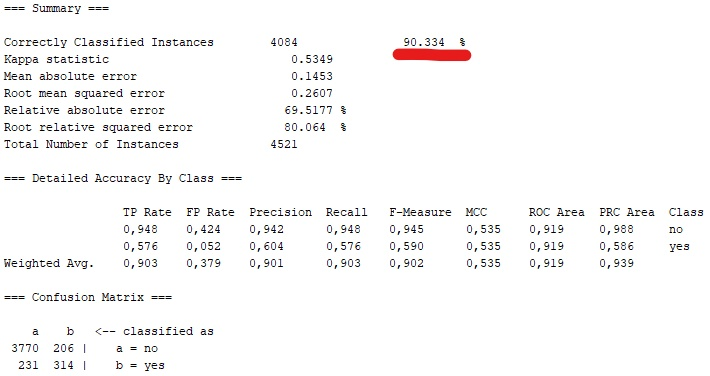 === Summary ===
Correctly Classified Instances 4084 90.334 %
Kappa statistic 0.5349
Mean absolute error 0.1453
Root mean squared error 0.2607
Relative absolute error 69.5177 %
Root relative squared error 80.064 %
Total Number of Instances 4521
=== Detailed Accuracy By Class ===
TP Rate FP Rate Precision Recall F-Measure MCC ROC Area PRC Area Class
0,948 0,424 0,942 0,948 0,945 0,535 0,919 0,988 no
0,576 0,052 0,604 0,576 0,590 0,535 0,919 0,586 yes
Weighted Avg. 0,903 0,379 0,901 0,903 0,902 0,535 0,919 0,939
=== Confusion Matrix ===
a b <-- classified as
3770 206 | a = no
231 314 | b = yes